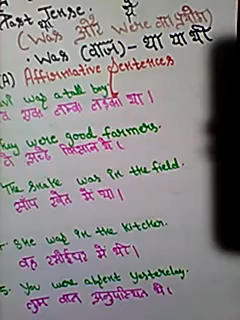 Past Tense में
(Was और Were का प्रयोग)
Was (वाज)- था या थी
(A) Affirmative Sentences
was a tall boy.
एक लम्बा लड़का था।
They were good farmers.
वे अच्छे किसान थे।
The snake was in the field.
साँप खेत में था।
She was in the kitchen.
वह रसोईघर में थी।
5. You were absent yesterday.
तुम कल अनुपस्थित थे।